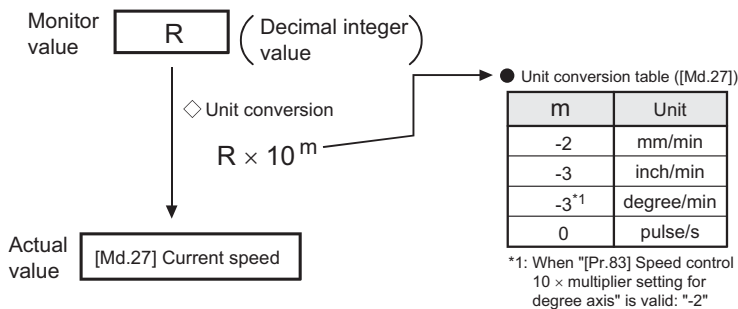 Monitor
value
R
Decimal integer
value
◇ Unit conversion
R × 10 m
Actual
value
[Md.27] Current speed
● Unit conversion table ([Md.27])
m Unit
-2 mm/min
-3 inch/min
-3*1 degree/min
0 pulse/s
*1: When "[Pr.83] Speed control
10 × multiplier setting for
degree axis" is valid: "-2"